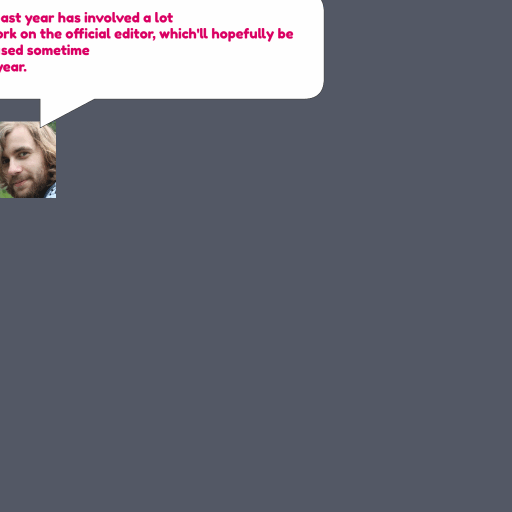 ast year has involved a lot
ork on the official editor, which'll hopefully be
sed sometime
year.